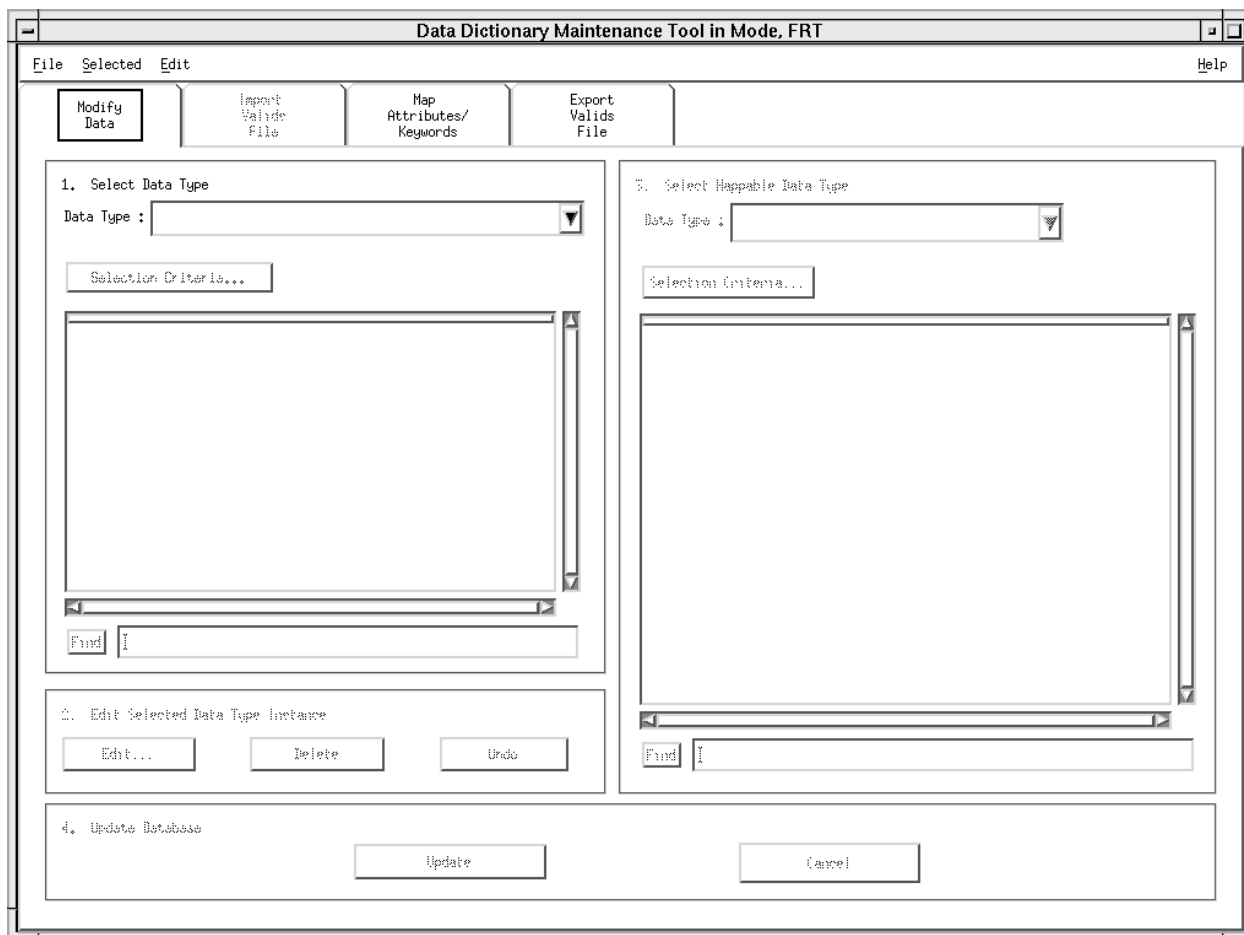 Data Dictionary Maintenance Tool in Mode, FRT
File Selected Edit Help
Modify
Data
Import
Valids
File
Map
Attributes/
Keywords
Export
Valids
File
1. Select Data Type
Data Type :
Selection Criteria...
Find
2. Edit Selected Data Type Instance
Edit... Delete Undo
3. Select Mappable Data Type
Data Type :
Selection Criteria...
Find
4. Update Database
Update Cancel